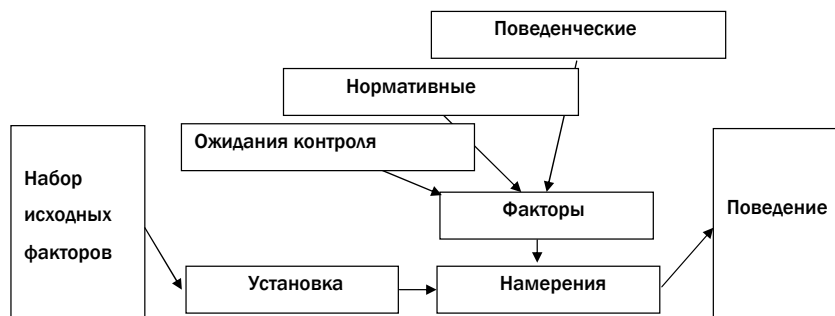 Поведенческие
Нормативные
Ожидания контроля
Набор
исходных
факторов
Факторы
Поведение
Установка
Намерения